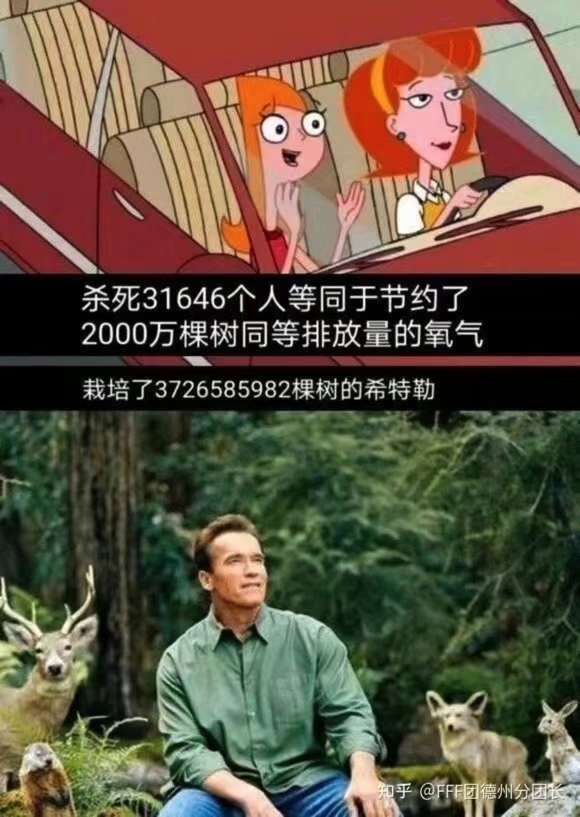 杀死31646个人等同于节约了
2000万棵树同等排放量的氧气
栽培了3726585982棵树的希特勒
知乎 @FFF团德州分团长